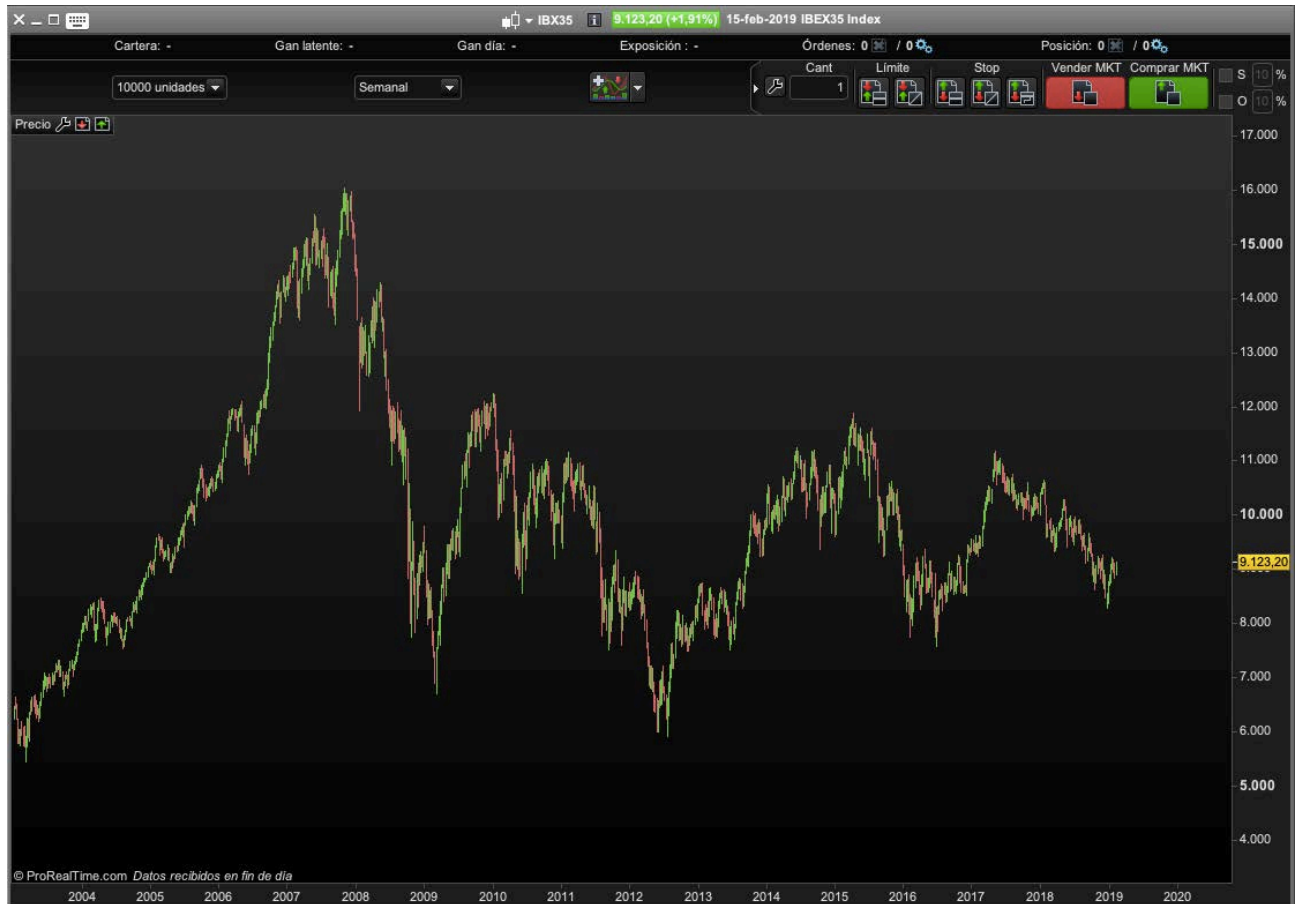 IBX35 i 9.123,20 (+1,91%) 15-feb-2019 IBEX35 Index
Cartera: - Gan latente: - Gan día: - Exposición : - Órdenes: 0 / 0 Posición: 0 / 0
10000 unidades Semanal Cant 1 Límite Stop Vender MKT Comprar MKT S 10 %
O 10 %
Precio
17.000
16.000
15.000
14.000
13.000
12.000
11.000
10.000
9.123,20
8.000
7.000
6.000
5.000
4.000
© ProRealTime.com Datos recibidos en fin de día
2004 2005 2006 2007 2008 2009 2010 2011 2012 2013 2014 2015 2016 2017 2018 2019 2020